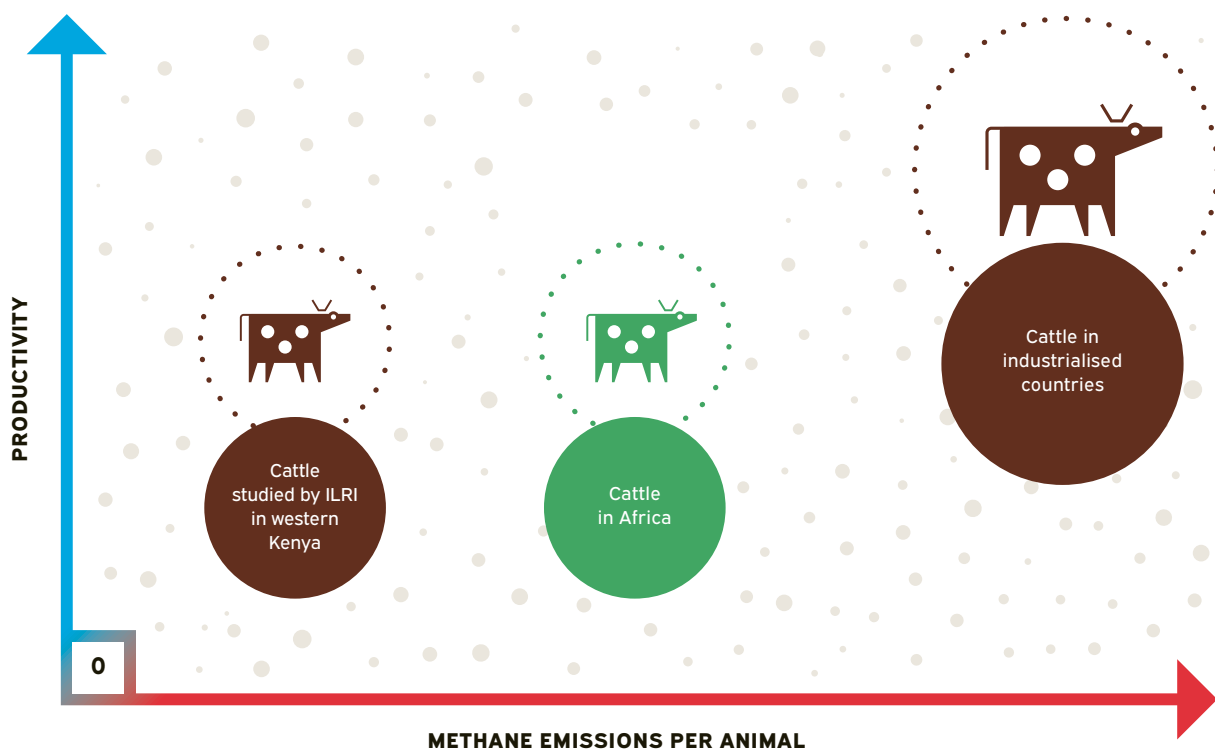 PRODUCTIVITY
Cattle
studied by ILRI
in western
Kenya
Cattle
in Africa
Cattle in
industrialised
countries
0
METHANE EMISSIONS PER ANIMAL